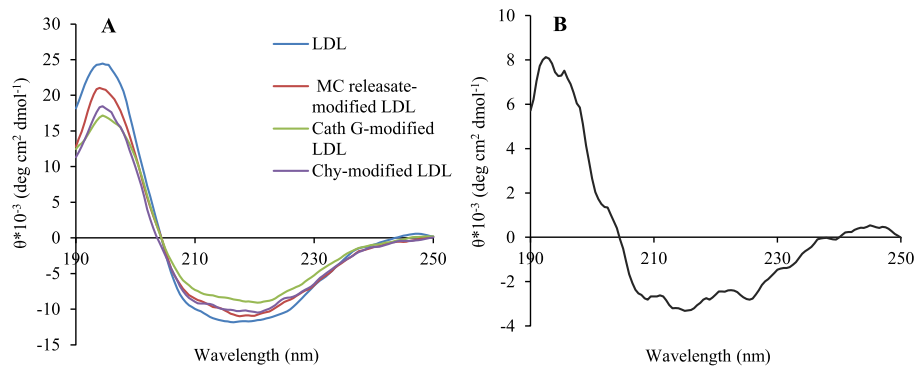 A
θ*10⁻³ (deg cm² dmol⁻¹)
30
25
20
15
10
5
0
-5
-10
-15
190
210
230
250
Wavelength (nm)
LDL
MC releasate-
modified LDL
Cath G-modified
LDL
Chy-modified LDL
B
θ*10⁻³ (deg cm² dmol⁻¹)
10
8
6
4
2
0
-2
-4
190
210
230
250
Wavelength (nm)